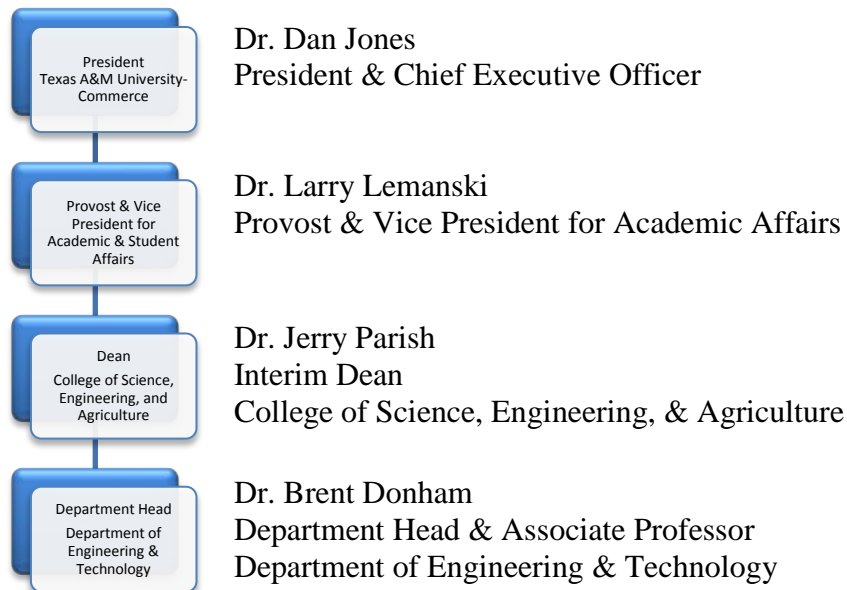 President
Texas A&M University-
Commerce
Dr. Dan Jones
President & Chief Executive Officer
Provost & Vice
President for
Academic & Student
Affairs
Dr. Larry Lemanski
Provost & Vice President for Academic Affairs
Dean
College of Science,
Engineering, and
Agriculture
Dr. Jerry Parish
Interim Dean
College of Science, Engineering, & Agriculture
Department Head
Department of
Engineering &
Technology
Dr. Brent Donham
Department Head & Associate Professor
Department of Engineering & Technology